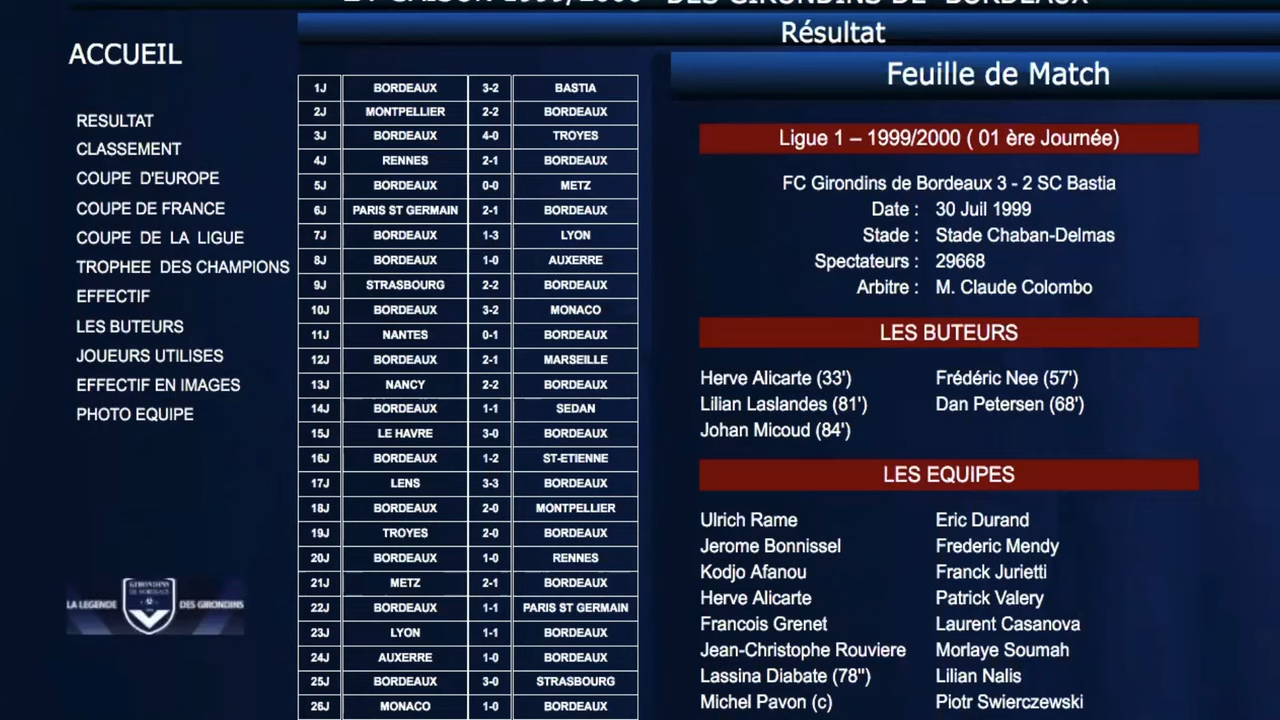 SAISON 1999/2000 DES GIRONDINS DE BORDEAUX
Résultat
ACCUEIL
RESULTAT
CLASSEMENT
COUPE D'EUROPE
COUPE DE FRANCE
COUPE DE LA LIGUE
TROPHEE DES CHAMPIONS
EFFECTIF
LES BUTEURS
JOUEURS UTILISES
EFFECTIF EN IMAGES
PHOTO EQUIPE
LA LEGENDE GIRONDINS DE BORDEAUX DES GIRONDINS
1J BORDEAUX 3-2 BASTIA
2J MONTPELLIER 2-2 BORDEAUX
3J BORDEAUX 4-0 TROYES
4J RENNES 2-1 BORDEAUX
5J BORDEAUX 0-0 METZ
6J PARIS ST GERMAIN 2-1 BORDEAUX
7J BORDEAUX 1-3 LYON
8J BORDEAUX 1-0 AUXERRE
9J STRASBOURG 2-2 BORDEAUX
10J BORDEAUX 3-2 MONACO
11J NANTES 0-1 BORDEAUX
12J BORDEAUX 2-1 MARSEILLE
13J NANCY 2-2 BORDEAUX
14J BORDEAUX 1-1 SEDAN
15J LE HAVRE 3-0 BORDEAUX
16J BORDEAUX 1-2 ST-ETIENNE
17J LENS 3-3 BORDEAUX
18J BORDEAUX 2-0 MONTPELLIER
19J TROYES 2-0 BORDEAUX
20J BORDEAUX 1-0 RENNES
21J METZ 2-1 BORDEAUX
22J BORDEAUX 1-1 PARIS ST GERMAIN
23J LYON 1-1 BORDEAUX
24J AUXERRE 1-0 BORDEAUX
25J BORDEAUX 3-0 STRASBOURG
26J MONACO 1-0 BORDEAUX
Feuille de Match
Ligue 1 – 1999/2000 ( 01 ère Journée)
FC Girondins de Bordeaux 3 - 2 SC Bastia
Date : 30 Juil 1999
Stade : Stade Chaban-Delmas
Spectateurs : 29668
Arbitre : M. Claude Colombo
LES BUTEURS
Herve Alicarte (33') Frédéric Nee (57')
Lilian Laslandes (81') Dan Petersen (68')
Johan Micoud (84')
LES EQUIPES
Ulrich Rame Eric Durand
Jerome Bonnissel Frederic Mendy
Kodjo Afanou Franck Jurietti
Herve Alicarte Patrick Valery
Francois Grenet Laurent Casanova
Jean-Christophe Rouviere Morlaye Soumah
Lassina Diabate (78'') Lilian Nalis
Michel Pavon (c) Piotr Swierczewski